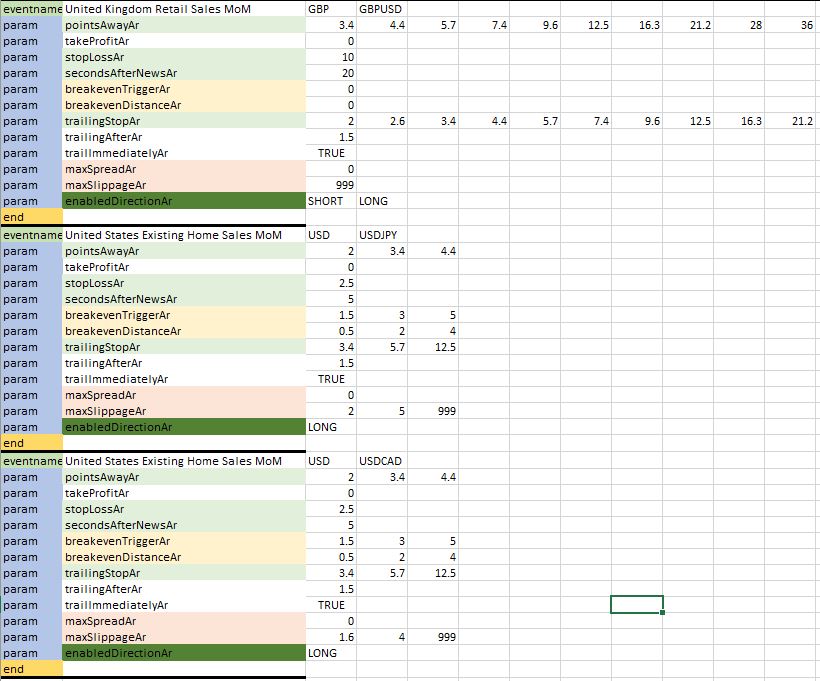 eventname United Kingdom Retail Sales MoM GBP GBPUSD
param pointsAwayAr 3.4 4.4 5.7 7.4 9.6 12.5 16.3 21.2 28 36
param takeProfitAr 0
param stopLossAr 10
param secondsAfterNewsAr 20
param breakevenTriggerAr 0
param breakevenDistanceAr 0
param trailingStopAr 2 2.6 3.4 4.4 5.7 7.4 9.6 12.5 16.3 21.2
param trailingAfterAr 1.5
param trailImmediatelyAr TRUE
param maxSpreadAr 0
param maxSlippageAr 999
param enabledDirectionAr SHORT LONG
end
eventname United States Existing Home Sales MoM USD USDJPY
param pointsAwayAr 2 3.4 4.4
param takeProfitAr 0
param stopLossAr 2.5
param secondsAfterNewsAr 5
param breakevenTriggerAr 1.5 3 5
param breakevenDistanceAr 0.5 2 4
param trailingStopAr 3.4 5.7 12.5
param trailingAfterAr 1.5
param trailImmediatelyAr TRUE
param maxSpreadAr 0
param maxSlippageAr 2 5 999
param enabledDirectionAr LONG
end
eventname United States Existing Home Sales MoM USD USDCAD
param pointsAwayAr 2 3.4 4.4
param takeProfitAr 0
param stopLossAr 2.5
param secondsAfterNewsAr 5
param breakevenTriggerAr 1.5 3 5
param breakevenDistanceAr 0.5 2 4
param trailingStopAr 3.4 5.7 12.5
param trailingAfterAr 1.5
param trailImmediatelyAr TRUE
param maxSpreadAr 0
param maxSlippageAr 1.6 4 999
param enabledDirectionAr LONG
end